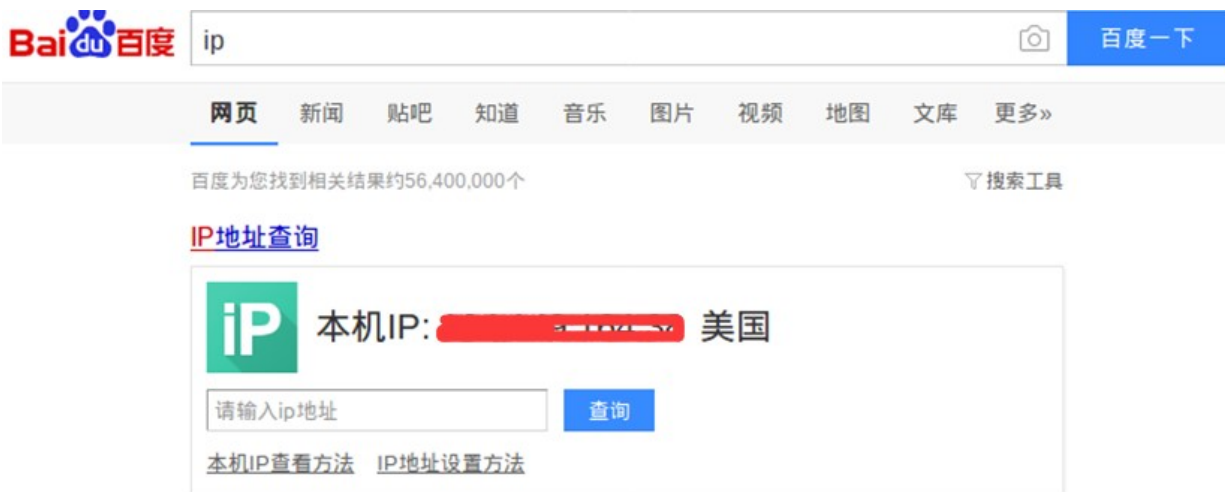 Bai du 百度 ip 百度一下
网页 新闻 贴吧 知道 音乐 图片 视频 地图 文库 更多»
百度为您找到相关结果约56,400,000个 搜索工具
IP地址查询
iP 本机IP: 美国
请输入ip地址 查询
本机IP查看方法 IP地址设置方法